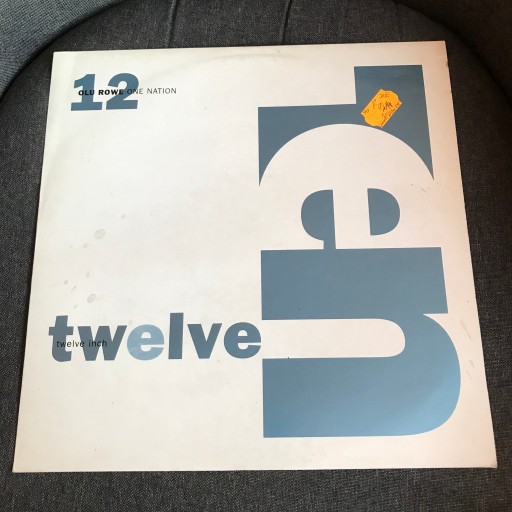 12
OLU ROWE ONE NATION
ten
twelve
twelve inch